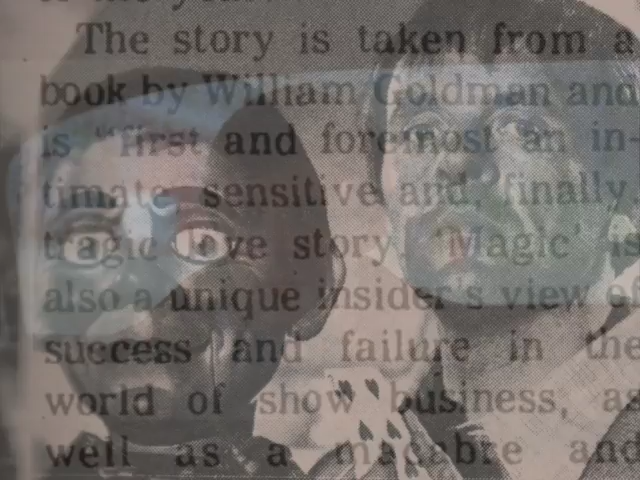 The story is taken from a
book by William Goldman and
is "first and foremost an in-
timate, sensitive and, finally,
tragic love story. 'Magic' is
also a unique insider's view of
success and failure in the
world of show business, as
well as a macabre and